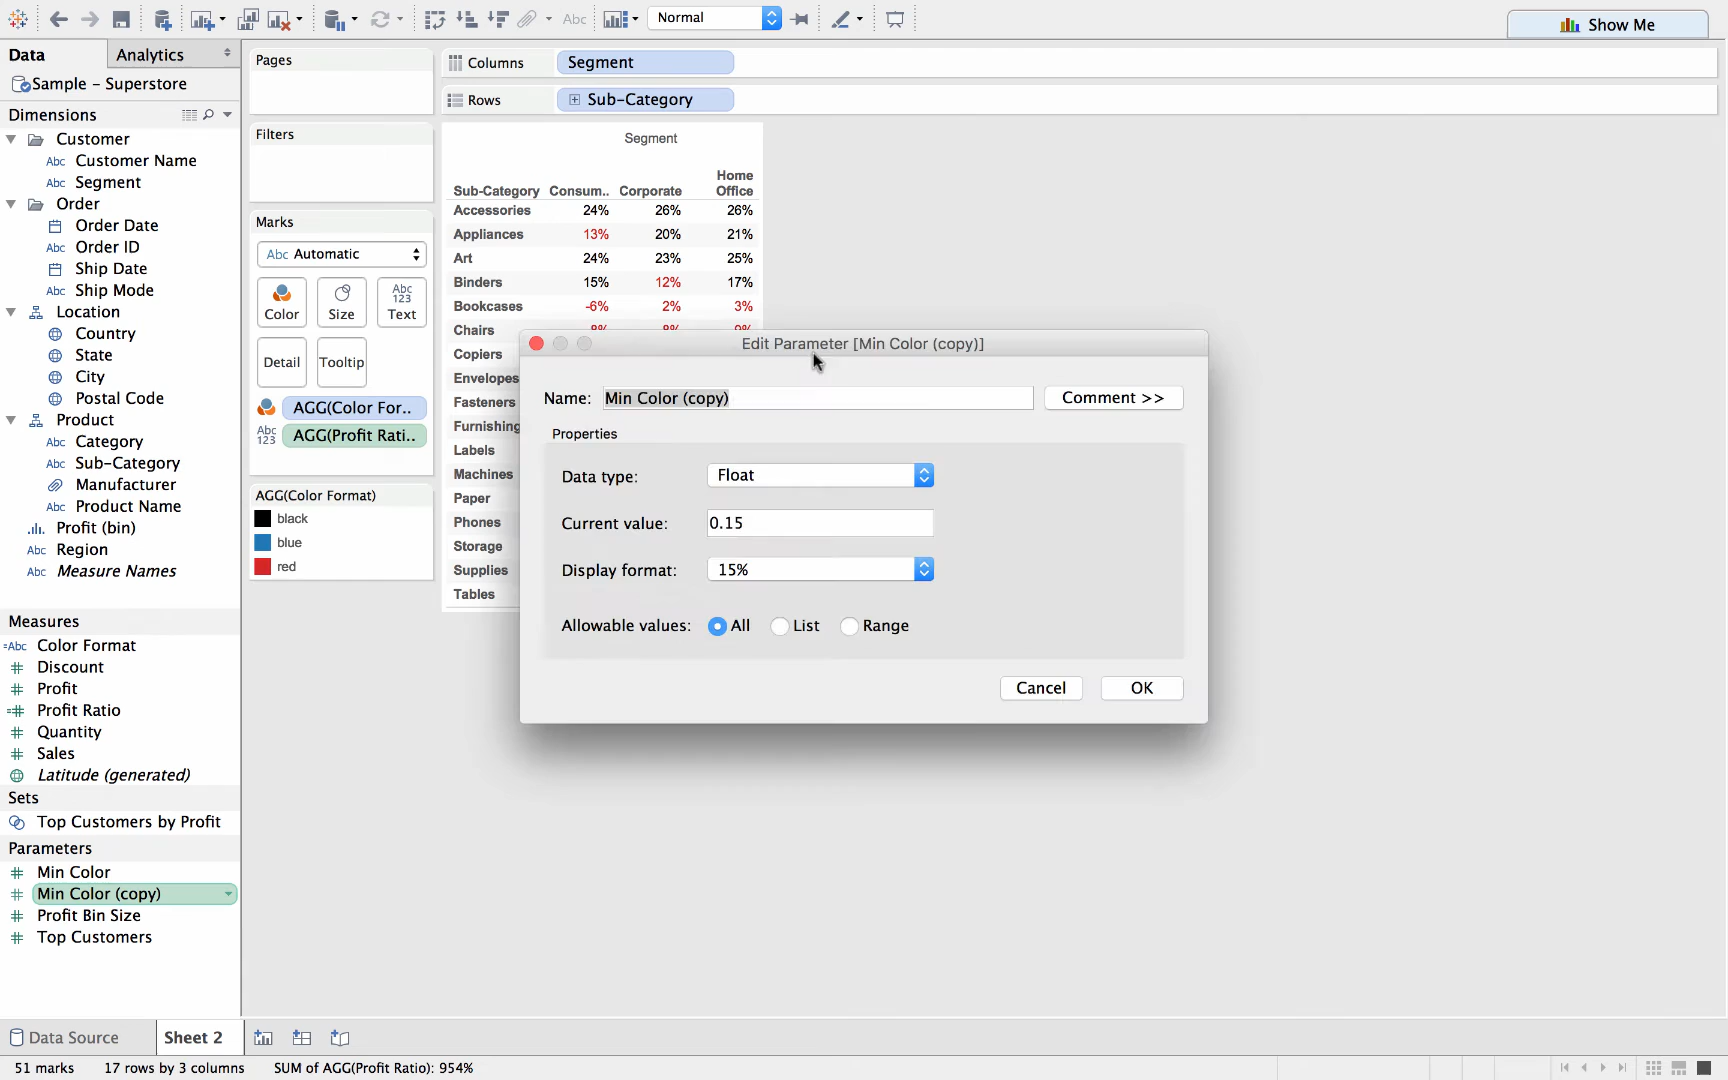 Abc
Normal
Show Me
Data
Analytics
Sample - Superstore
Dimensions
Customer
Abc Customer Name
Abc Segment
Order
Order Date
Abc Order ID
Ship Date
Abc Ship Mode
Location
Country
State
City
Postal Code
Product
Abc Category
Abc Sub-Category
Manufacturer
Abc Product Name
Profit (bin)
Abc Region
Abc Measure Names
Measures
=Abc Color Format
# Discount
# Profit
=# Profit Ratio
# Quantity
# Sales
Latitude (generated)
Sets
Top Customers by Profit
Parameters
# Min Color
# Min Color (copy)
# Profit Bin Size
# Top Customers
Pages
Filters
Marks
Abc Automatic
Color
Size
Abc
123
Text
Detail
Tooltip
AGG(Color For..
Abc
123
AGG(Profit Rati..
AGG(Color Format)
black
blue
red
Columns
Segment
Rows
Sub-Category
Segment
Home
Sub-Category Consum.. Corporate Office
Accessories 24% 26% 26%
Appliances 13% 20% 21%
Art 24% 23% 25%
Binders 15% 12% 17%
Bookcases -6% 2% 3%
Chairs 8% 8% 9%
Copiers
Envelopes
Fasteners
Furnishing
Labels
Machines
Paper
Phones
Storage
Supplies
Tables
Edit Parameter [Min Color (copy)]
Name: Min Color (copy)
Comment >>
Properties
Data type: Float
Current value: 0.15
Display format: 15%
Allowable values: All List Range
Cancel
OK
Data Source
Sheet 2
51 marks 17 rows by 3 columns SUM of AGG(Profit Ratio): 954%